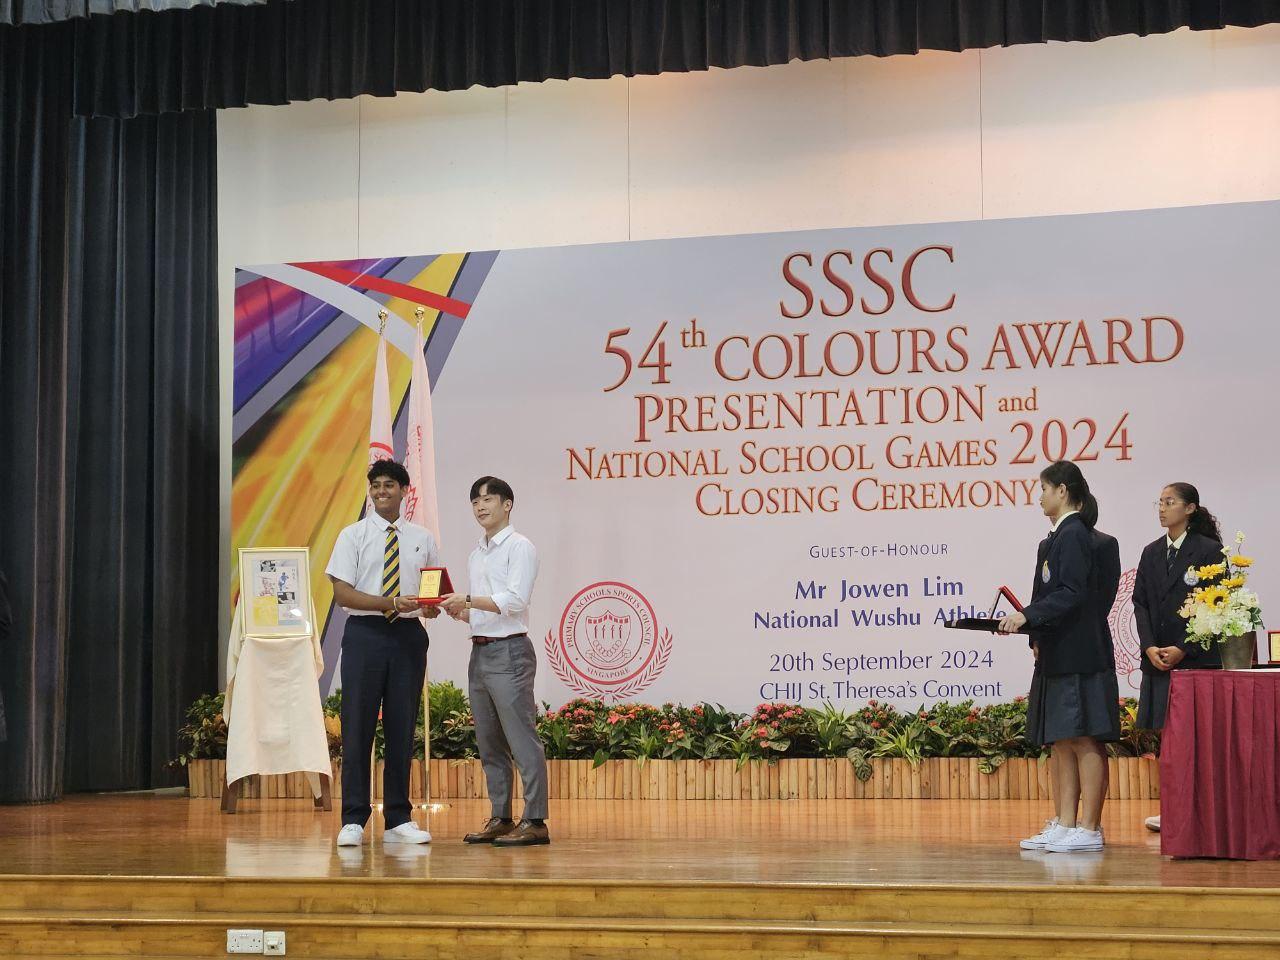 SSSC
54th COLOURS AWARD
PRESENTATION and
NATIONAL SCHOOL GAMES 2024
CLOSING CEREMONY
GUEST-OF-HONOUR
Mr Jowen Lim
National Wushu
20th September 2024
CHIJ St. Theresa's Convent
PRIMARY SCHOOLS SPORTS COUNCIL
SINGAPORE